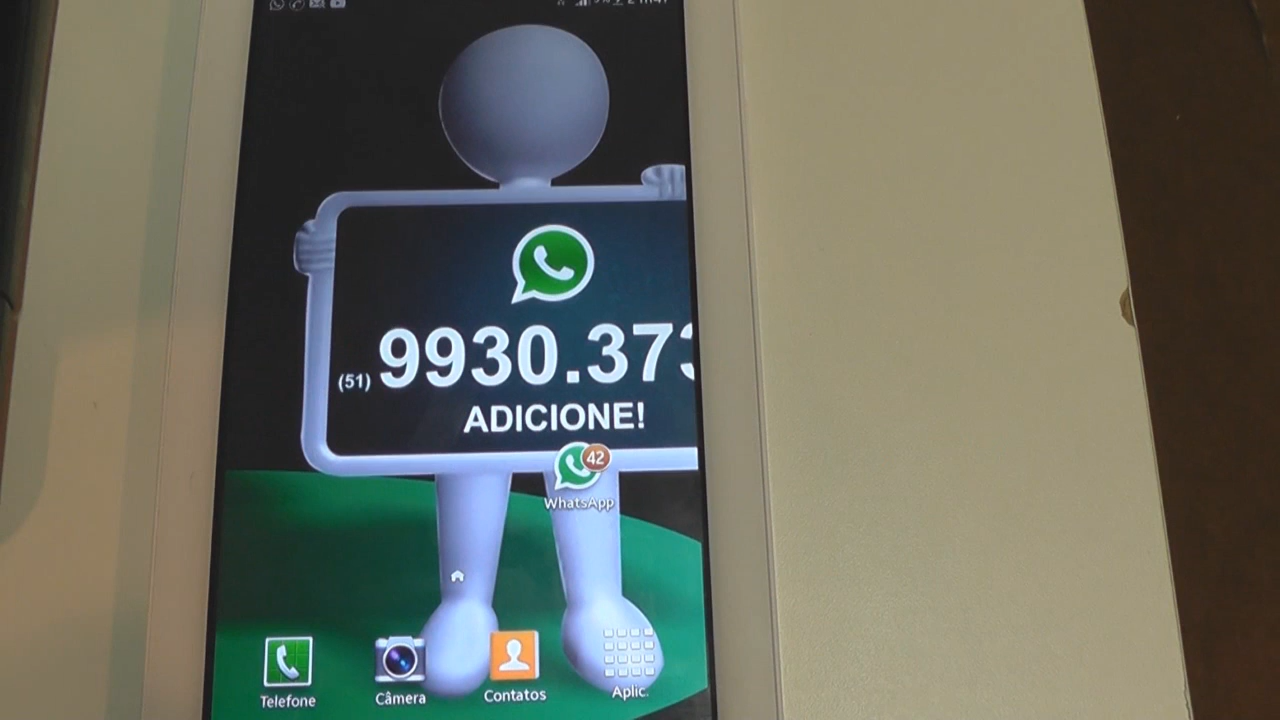 (51) 9930.373
ADICIONE!
42
WhatsApp
Telefone
Câmera
Contatos
Aplic.